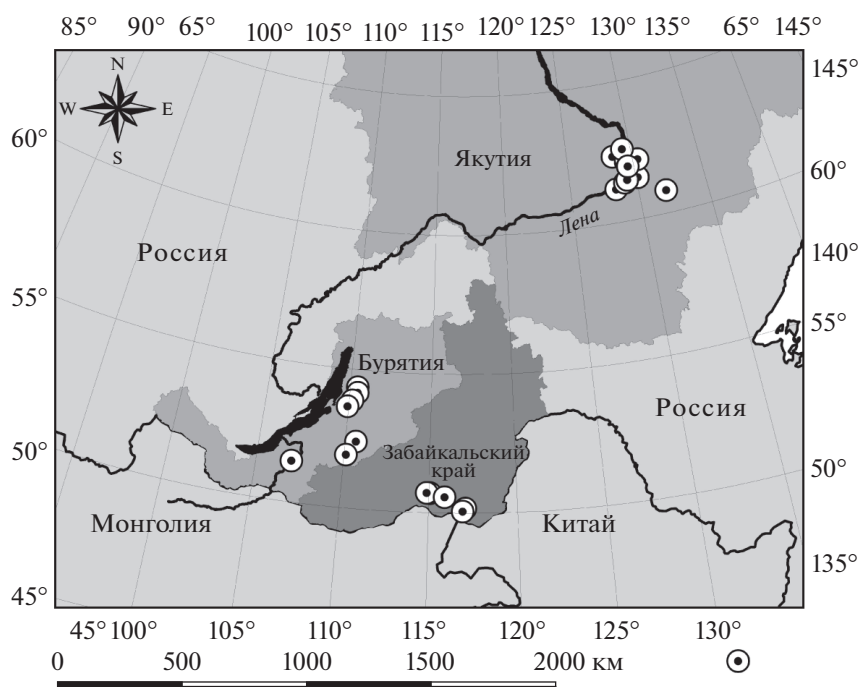 85° 90° 65° 100° 105° 110° 115° 120° 125° 130° 135° 65° 145°
145°
N
W E
S
60°
Якутия
60°
Лена
Россия
140°
55°
55°
Бурятия
Россия
50°
Забайкальский
край
50°
Монголия
Китай
135°
45°
45° 100° 105° 110° 115° 120° 125° 130°
0 500 1000 1500 2000 км